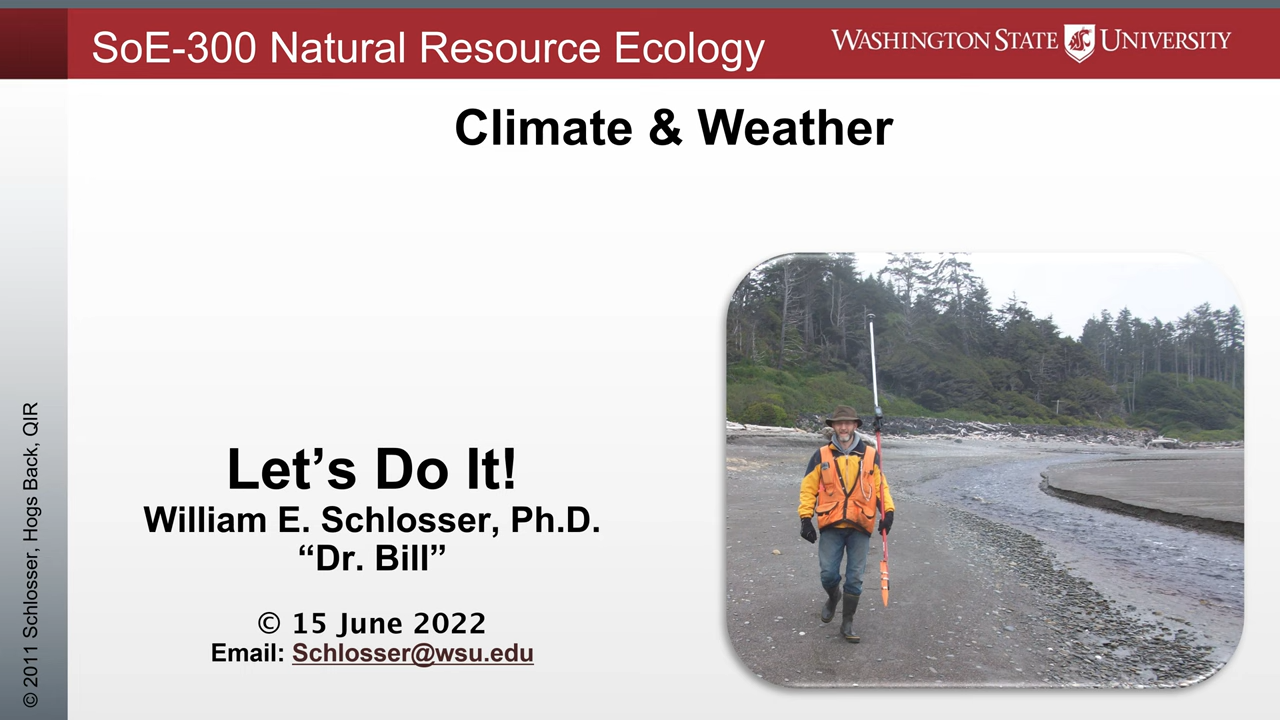 SoE-300 Natural Resource Ecology
WASHINGTON STATE UNIVERSITY
Climate & Weather
Let’s Do It!
William E. Schlosser, Ph.D.
“Dr. Bill”
© 15 June 2022
Email: Schlosser@wsu.edu
© 2011 Schlosser, Hogs Back, QIR